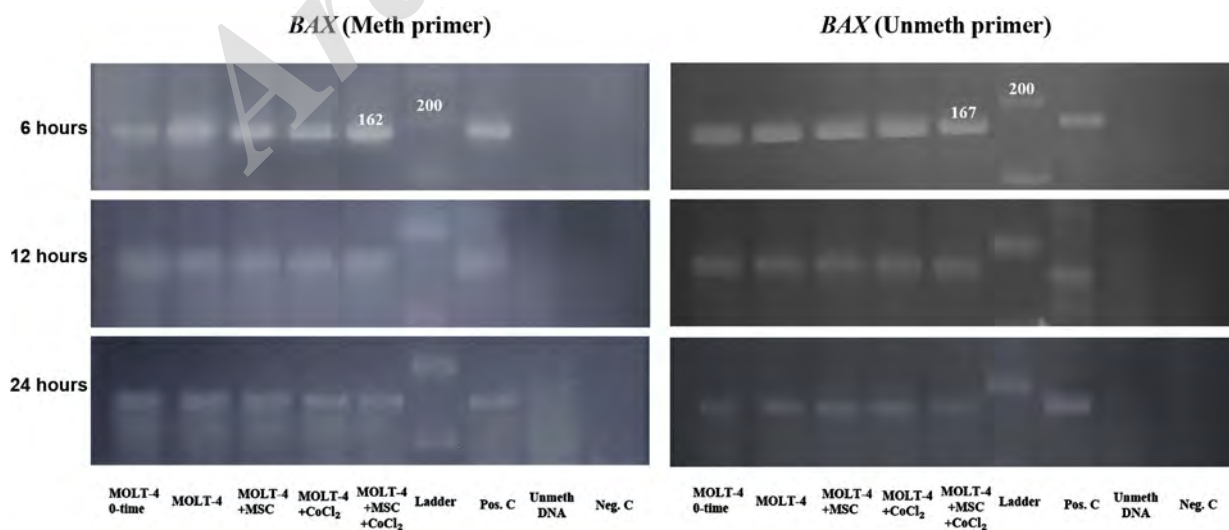 BAX (Meth primer)
BAX (Unmeth primer)
6 hours
162
200
167
200
12 hours
24 hours
MOLT-4 0-time
MOLT-4
MOLT-4 +MSC
MOLT-4 +CoCl₂
MOLT-4 +MSC +CoCl₂
Ladder
Pos. C
Unmeth DNA
Neg. C
MOLT-4 0-time
MOLT-4
MOLT-4 +MSC
MOLT-4 +CoCl₂
MOLT-4 +MSC +CoCl₂
Ladder
Pos. C
Unmeth DNA
Neg. C